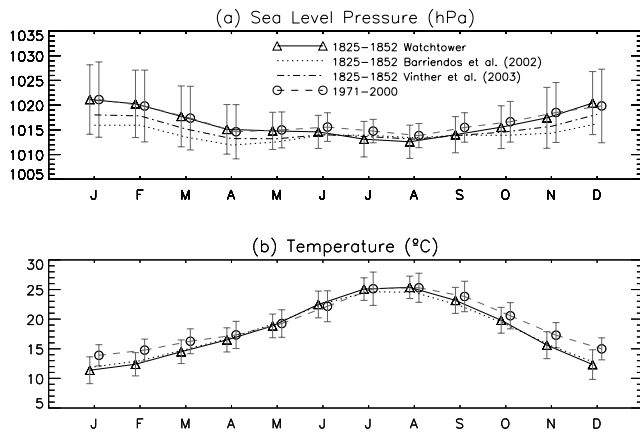 (a) Sea Level Pressure (hPa)
1035
1030
1025
1020
1015
1010
1005
1825-1852 Watchtower
1825-1852 Barriendos et al. (2002)
1825-1852 Vinther et al. (2003)
1971-2000
J F M A M J J A S O N D
(b) Temperature (ºC)
30
25
20
15
10
5
J F M A M J J A S O N D